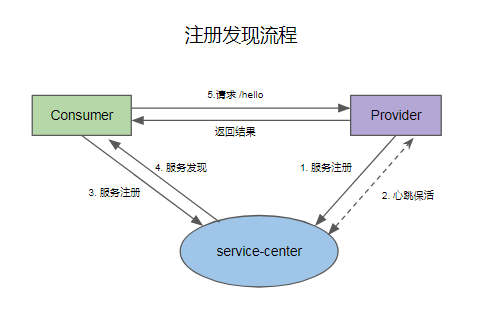 注册发现流程
5.请求 /hello
Consumer
Provider
返回结果
4. 服务发现
1. 服务注册
3. 服务注册
2. 心跳保活
service-center